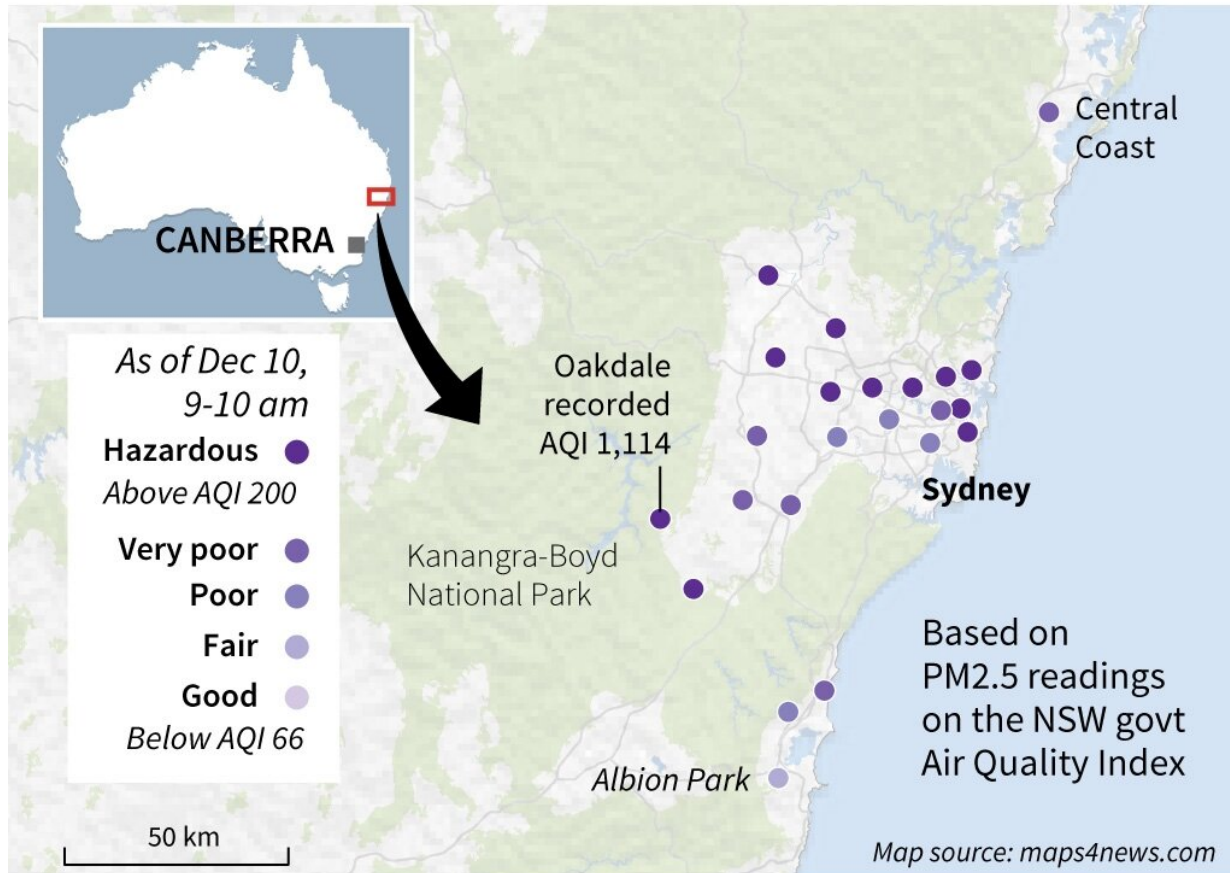 CANBERRA
As of Dec 10,
9-10 am
Hazardous
Above AQI 200
Very poor
Poor
Fair
Good
Below AQI 66
50 km
Central
Coast
Oakdale
recorded
AQI 1,114
Sydney
Kanangra-Boyd
National Park
Albion Park
Based on
PM2.5 readings
on the NSW govt
Air Quality Index
Map source: maps4news.com